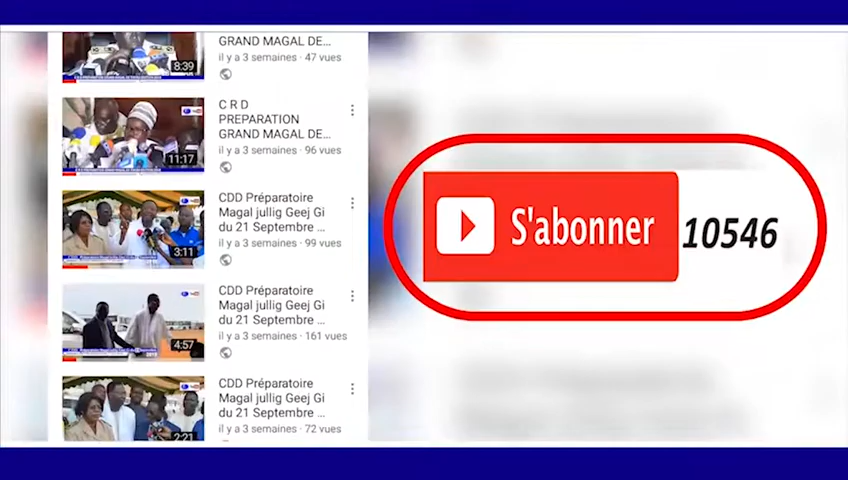 GRAND MAGAL DE...
il y a 3 semaines · 47 vues
8:39
C R D
PREPARATION
GRAND MAGAL DE...
il y a 3 semaines · 96 vues
11:17
CDD Préparatoire
Magal jullig Geej Gi
du 21 Septembre ...
il y a 3 semaines · 99 vues
3:11
CDD Préparatoire
Magal jullig Geej Gi
du 21 Septembre ...
il y a 3 semaines · 161 vues
4:57
CDD Préparatoire
Magal jullig Geej Gi
du 21 Septembre ...
il y a 3 semaines · 72 vues
2:21
S'abonner
10546